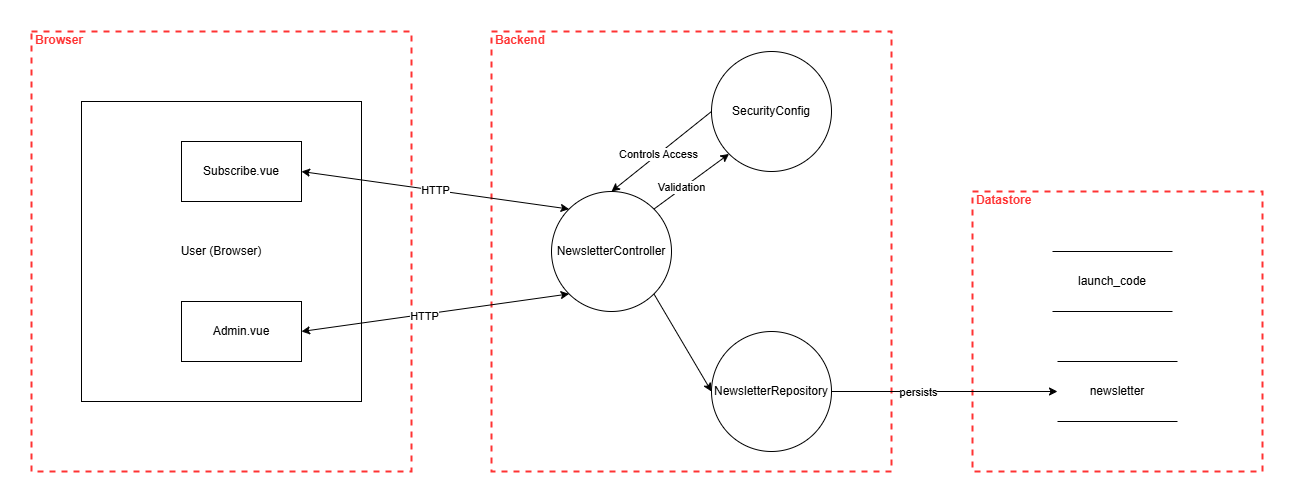 Browser
Subscribe.vue
User (Browser)
Admin.vue
HTTP
HTTP
Backend
SecurityConfig
Controls Access
Validation
NewsletterController
NewsletterRepository
persists
Datastore
launch_code
newsletter